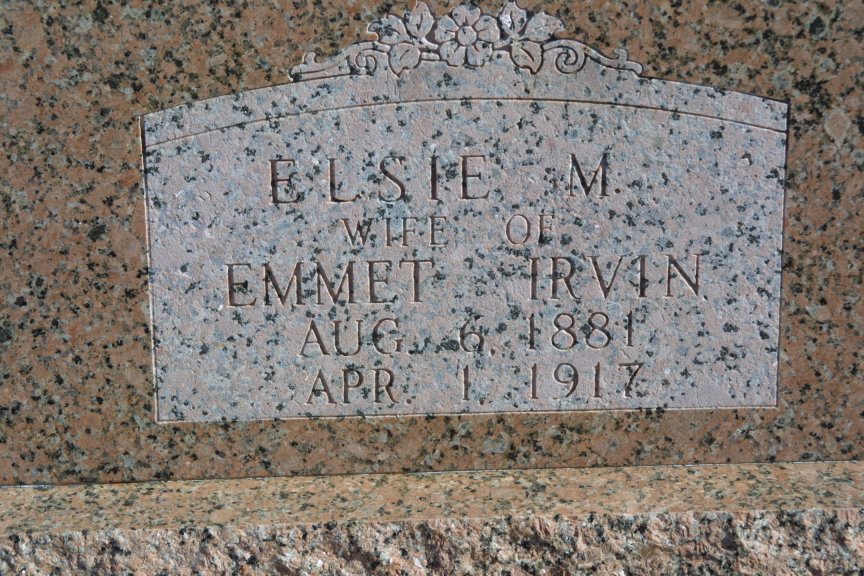 ELSIE M.
WIFE OF
EMMET IRVIN
AUG. 6, 1881
APR. 1, 1917